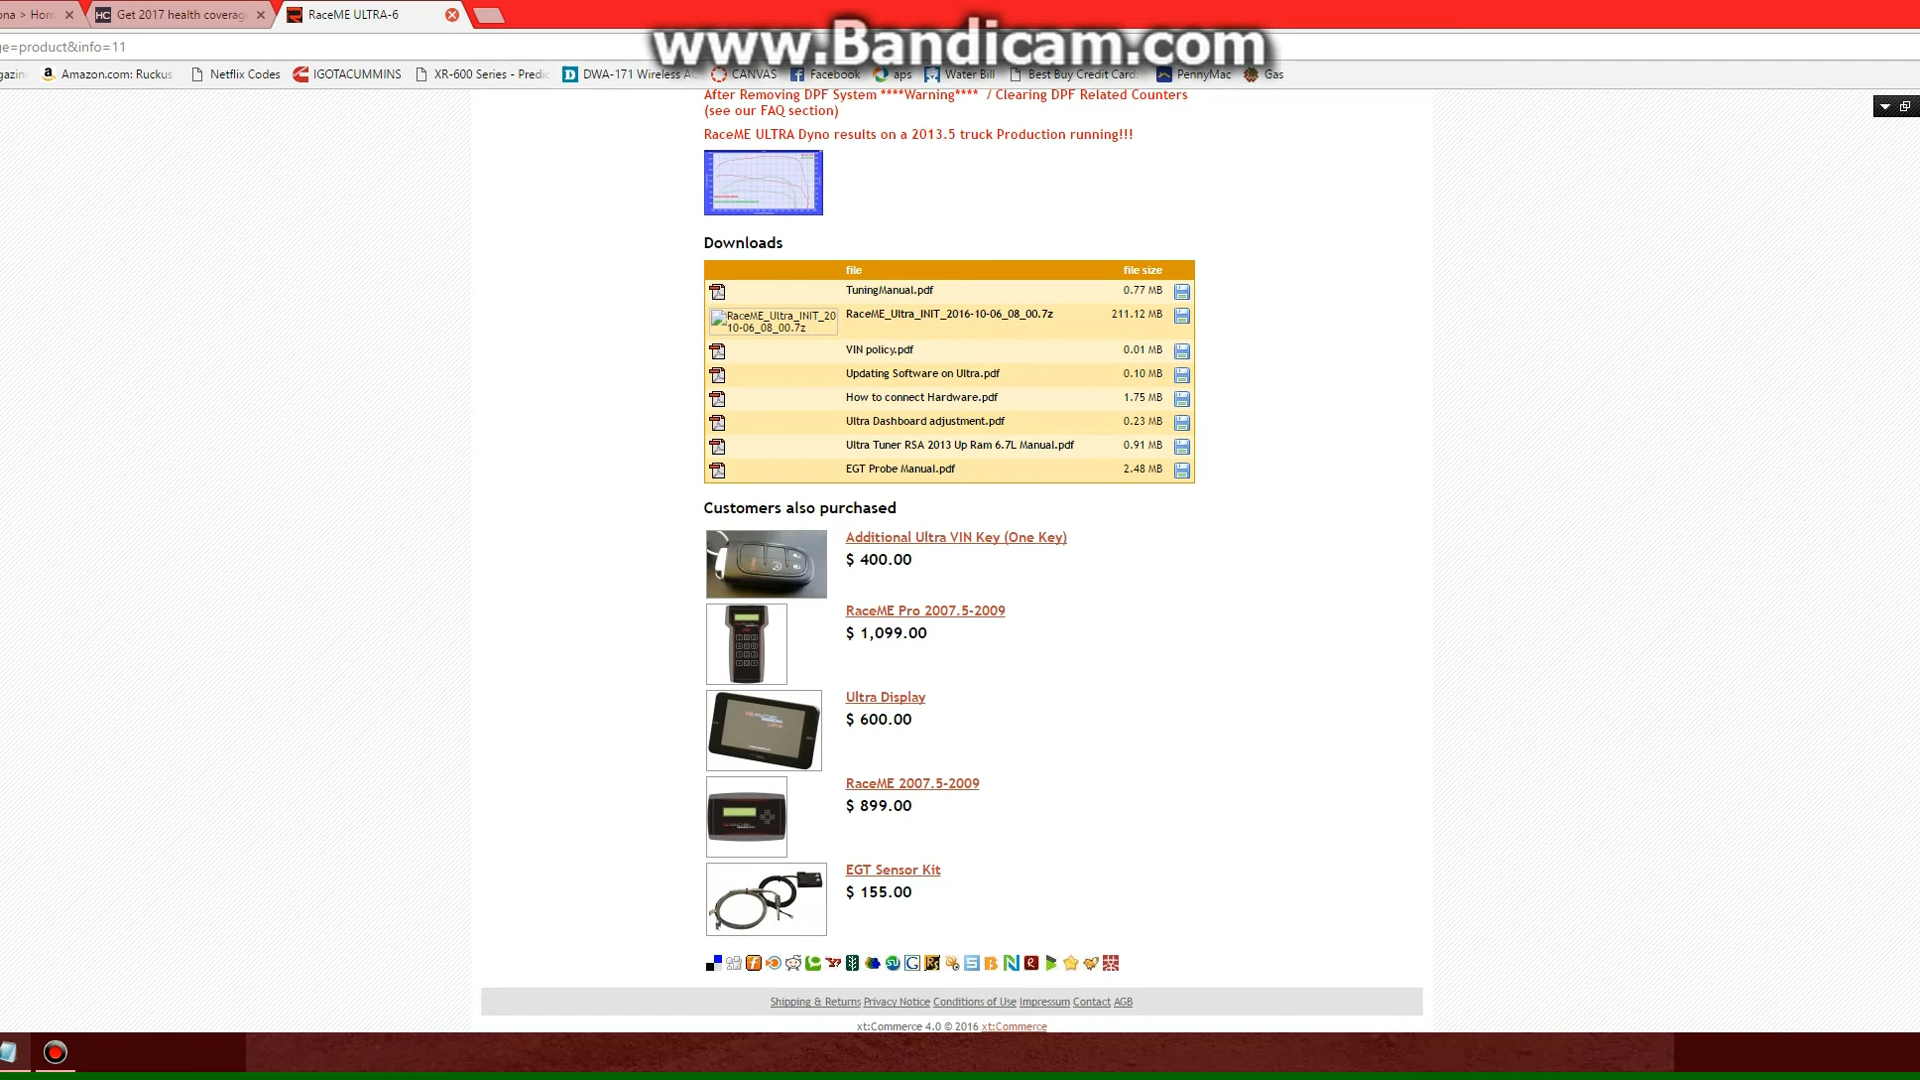 ona > Hom
Get 2017 health coverag
RaceME ULTRA-6
www.Bandicam.com
ge=product&info=11
gazin
Amazon.com: Ruckus
Netflix Codes
IGOTACUMMINS
XR-600 Series - Predic
DWA-171 Wireless AC
CANVAS
Facebook
aps
Water Bill
Best Buy Credit Card:
PennyMac
Gas
After Removing DPF System ****Warning**** / Clearing DPF Related Counters
(see our FAQ section)
RaceME ULTRA Dyno results on a 2013.5 truck Production running!!!
Downloads
file file size
TuningManual.pdf 0.77 MB
RaceME_Ultra_INIT_20
10-06_08_00.7z
RaceME_Ultra_INIT_2016-10-06_08_00.7z 211.12 MB
VIN policy.pdf 0.01 MB
Updating Software on Ultra.pdf 0.10 MB
How to connect Hardware.pdf 1.75 MB
Ultra Dashboard adjustment.pdf 0.23 MB
Ultra Tuner RSA 2013 Up Ram 6.7L Manual.pdf 0.91 MB
EGT Probe Manual.pdf 2.48 MB
Customers also purchased
Additional Ultra VIN Key (One Key)
$ 400.00
RaceME Pro 2007.5-2009
$ 1,099.00
Ultra Display
$ 600.00
RaceME 2007.5-2009
$ 899.00
EGT Sensor Kit
$ 155.00
Shipping & Returns Privacy Notice Conditions of Use Impressum Contact AGB
xt:Commerce 4.0 © 2016 xt:Commerce